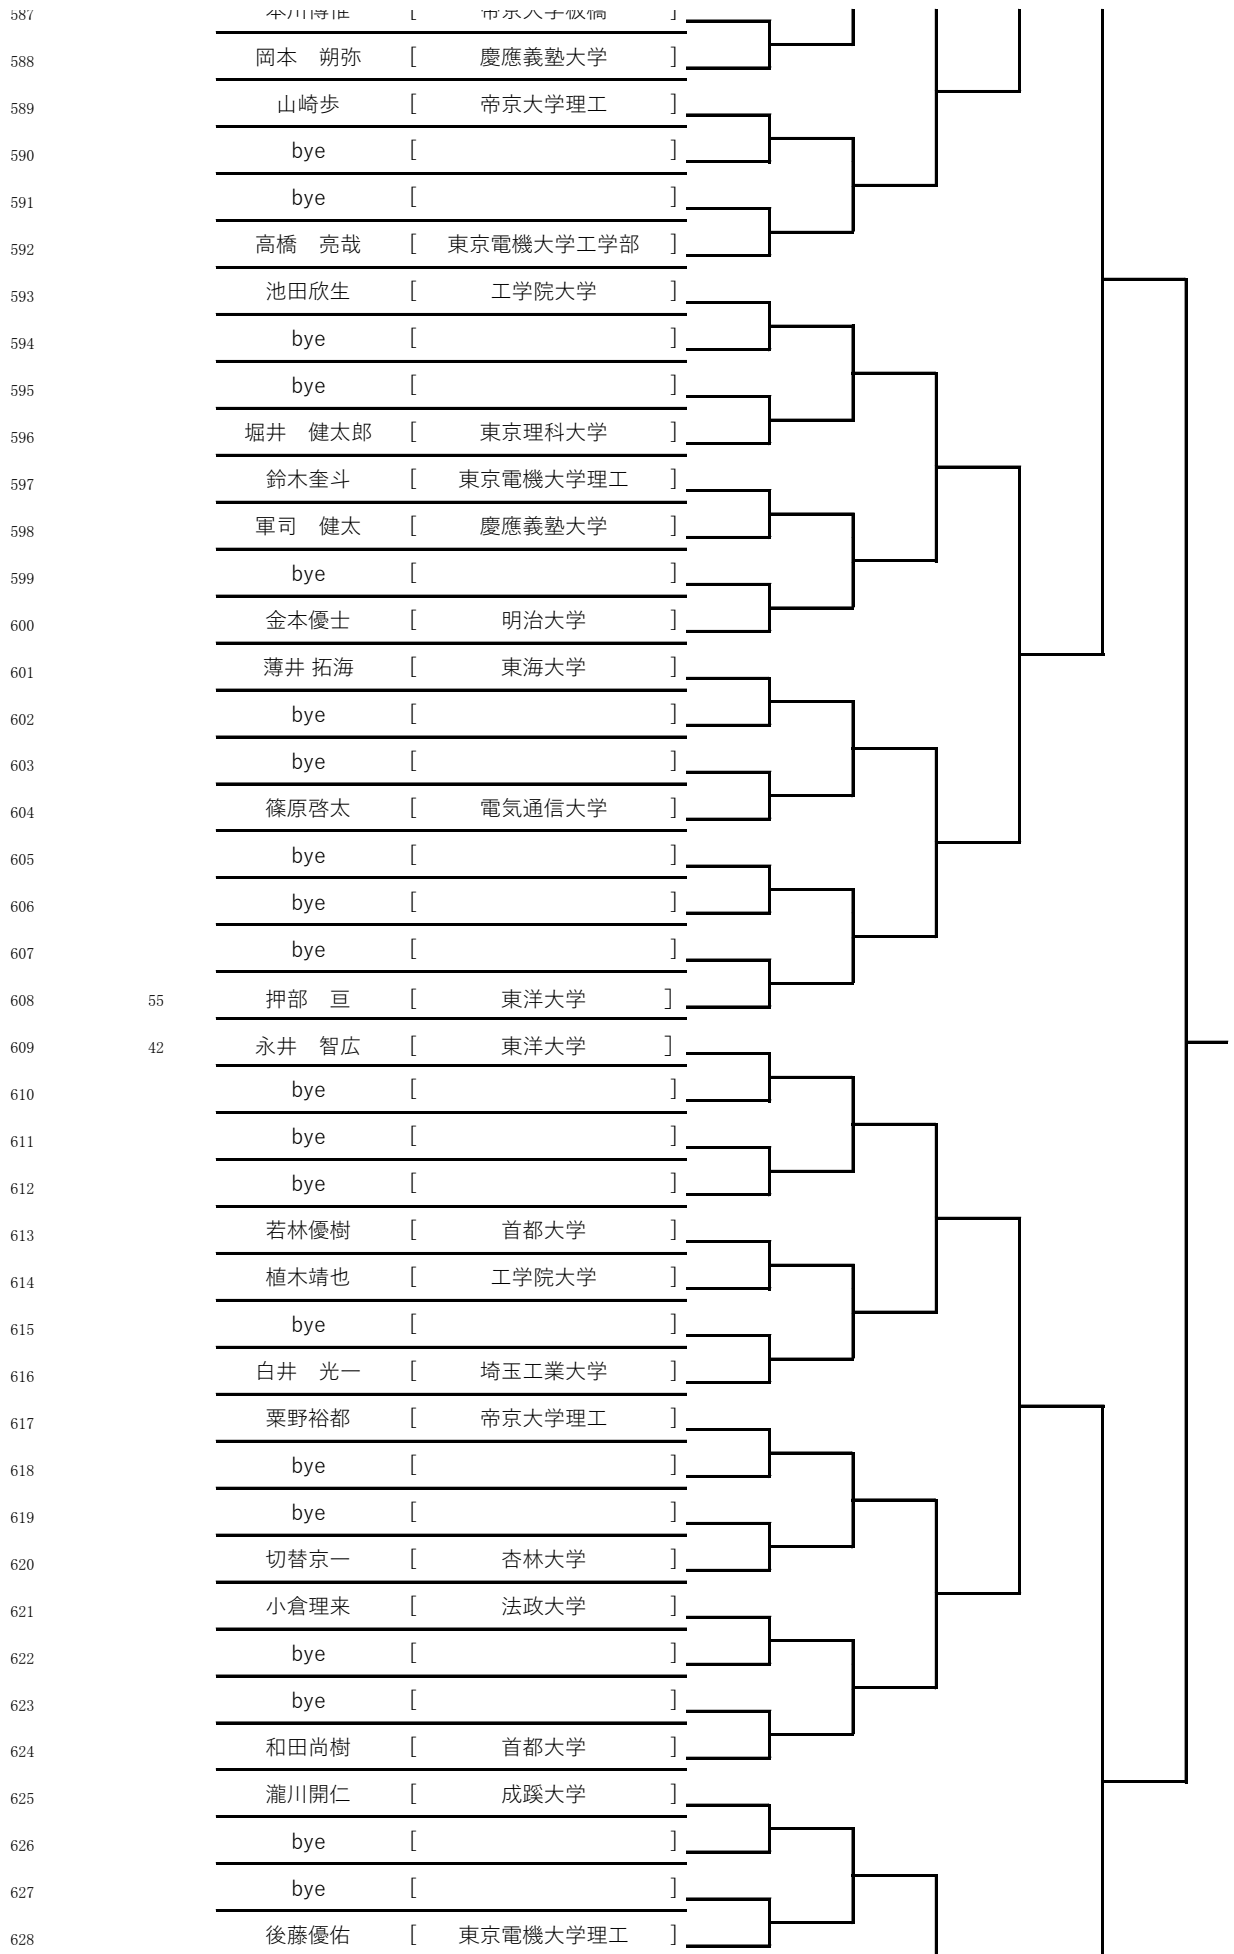 587 本川博惟 [ 帝京大学板橋 ]
588 岡本 朔弥 [ 慶應義塾大学 ]
589 山崎歩 [ 帝京大学理工 ]
590 bye [ ]
591 bye [ ]
592 高橋 亮哉 [ 東京電機大学工学部 ]
593 池田欣生 [ 工学院大学 ]
594 bye [ ]
595 bye [ ]
596 堀井 健太郎 [ 東京理科大学 ]
597 鈴木奎斗 [ 東京電機大学理工 ]
598 軍司 健太 [ 慶應義塾大学 ]
599 bye [ ]
600 金本優士 [ 明治大学 ]
601 薄井 拓海 [ 東海大学 ]
602 bye [ ]
603 bye [ ]
604 篠原啓太 [ 電気通信大学 ]
605 bye [ ]
606 bye [ ]
607 bye [ ]
608 55 押部 亘 [ 東洋大学 ]
609 42 永井 智広 [ 東洋大学 ]
610 bye [ ]
611 bye [ ]
612 bye [ ]
613 若林優樹 [ 首都大学 ]
614 植木靖也 [ 工学院大学 ]
615 bye [ ]
616 白井 光一 [ 埼玉工業大学 ]
617 粟野裕都 [ 帝京大学理工 ]
618 bye [ ]
619 bye [ ]
620 切替京一 [ 杏林大学 ]
621 小倉理来 [ 法政大学 ]
622 bye [ ]
623 bye [ ]
624 和田尚樹 [ 首都大学 ]
625 瀧川開仁 [ 成蹊大学 ]
626 bye [ ]
627 bye [ ]
628 後藤優佑 [ 東京電機大学理工 ]